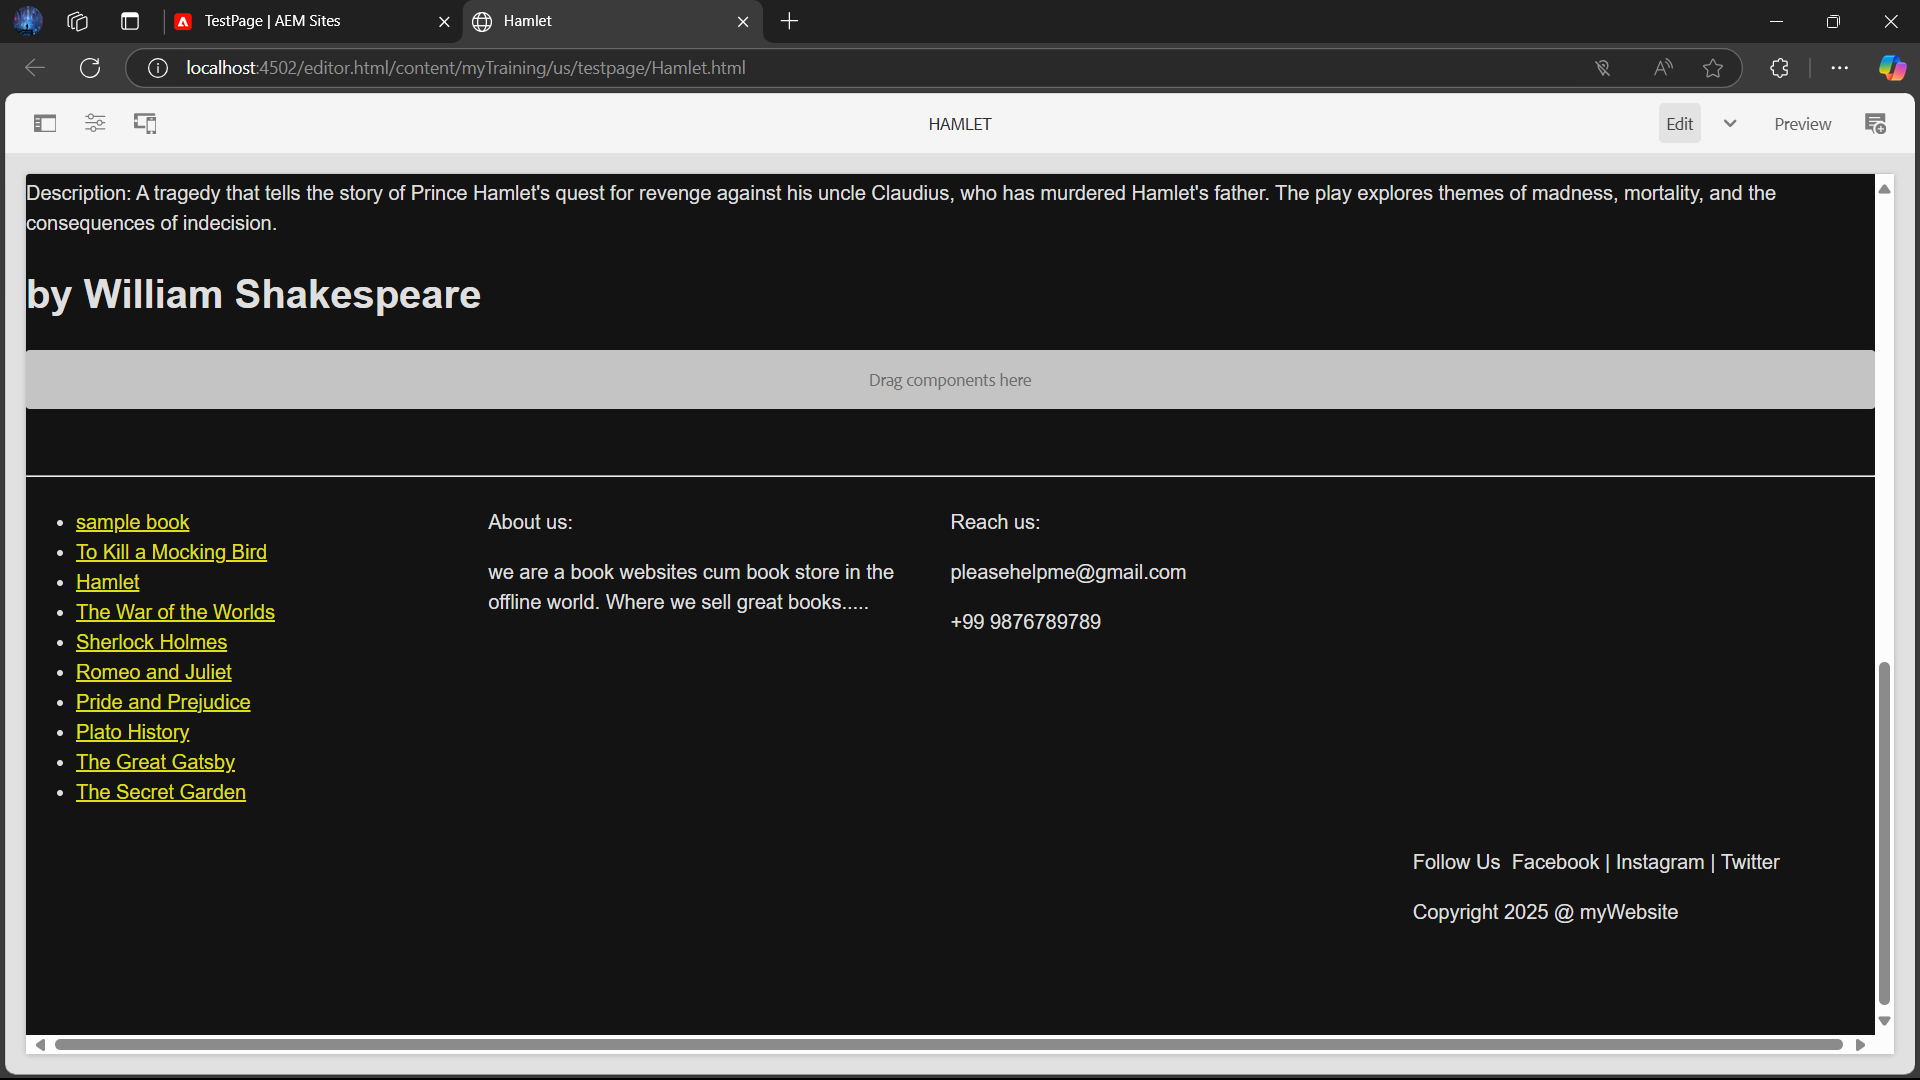 TestPage | AEM Sites
Hamlet
localhost:4502/editor.html/content/myTraining/us/testpage/Hamlet.html
HAMLET
Edit
Preview
Description: A tragedy that tells the story of Prince Hamlet's quest for revenge against his uncle Claudius, who has murdered Hamlet's father. The play explores themes of madness, mortality, and the
consequences of indecision.
by William Shakespeare
Drag components here
sample book
To Kill a Mocking Bird
Hamlet
The War of the Worlds
Sherlock Holmes
Romeo and Juliet
Pride and Prejudice
Plato History
The Great Gatsby
The Secret Garden
About us:
we are a book websites cum book store in the
offline world. Where we sell great books.....
Reach us:
pleasehelpme@gmail.com
+99 9876789789
Follow Us  Facebook | Instagram | Twitter
Copyright 2025 @ myWebsite